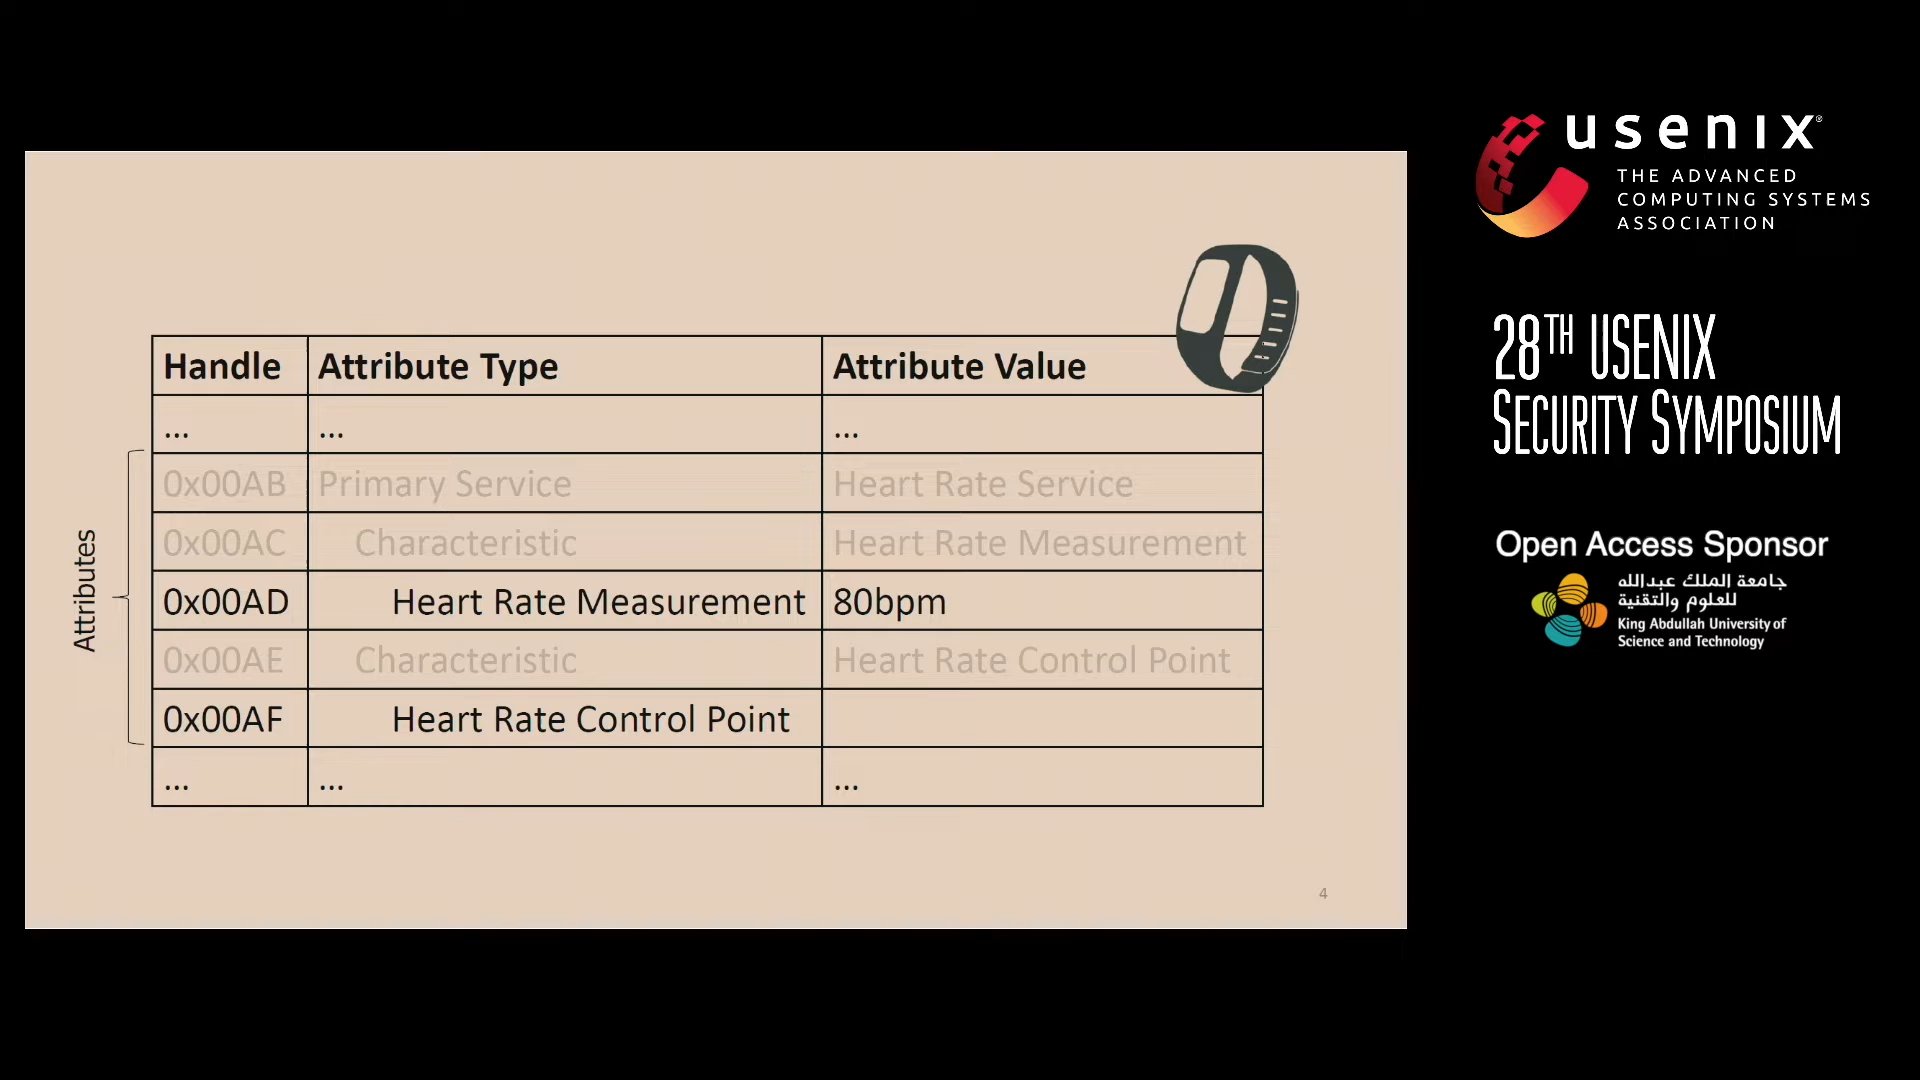 Handle Attribute Type Attribute Value
... ... ...
0x00AB Primary Service Heart Rate Service
0x00AC Characteristic Heart Rate Measurement
0x00AD Heart Rate Measurement 80bpm
0x00AE Characteristic Heart Rate Control Point
0x00AF Heart Rate Control Point
... ... ...
Attributes
4
usenix®
THE ADVANCED
COMPUTING SYSTEMS
ASSOCIATION
28TH USENIX
SECURITY SYMPOSIUM
Open Access Sponsor
جامعة الملك عبدالله
للعلوم والتقنية
King Abdullah University of
Science and Technology